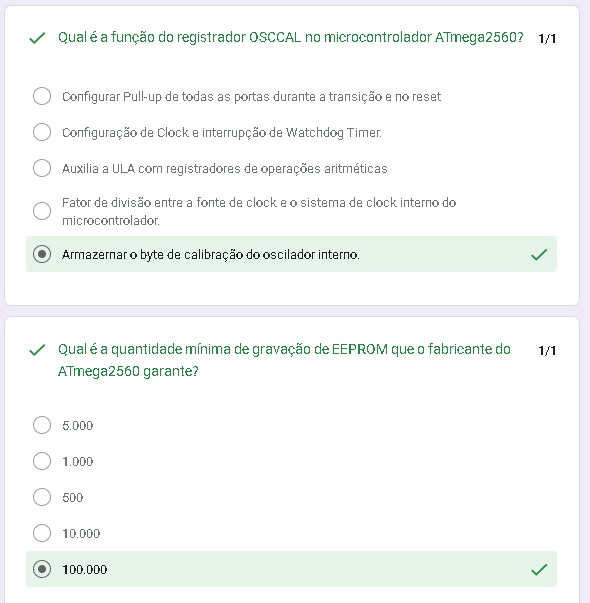 Qual é a função do registrador OSCCAL no microcontrolador ATmega2560? 1/1
Configurar Pull-up de todas as portas durante a transição e no reset
Configuração de Clock e interrupção de Watchdog Timer.
Auxilia a ULA com registradores de operações aritméticas
Fator de divisão entre a fonte de clock e o sistema de clock interno do
microcontrolador.
Armazernar o byte de calibração do oscilador interno.
Qual é a quantidade mínima de gravação de EEPROM que o fabricante do 1/1
ATmega2560 garante?
5.000
1.000
500
10.000
100.000